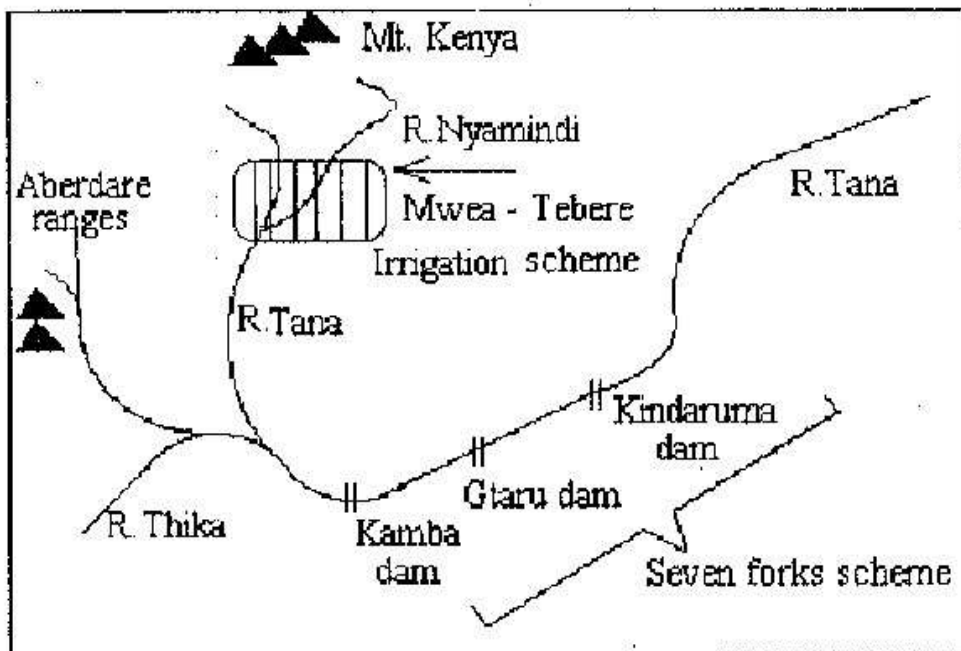 Mt. Kenya
R.Nyamindi
Aberdare
ranges
R.Tana
Mwea - Tebere
Irrigation scheme
R.Tana
Kindaruma
dam
Gtaru dam
R. Thika
Kamba
dam
Seven forks scheme